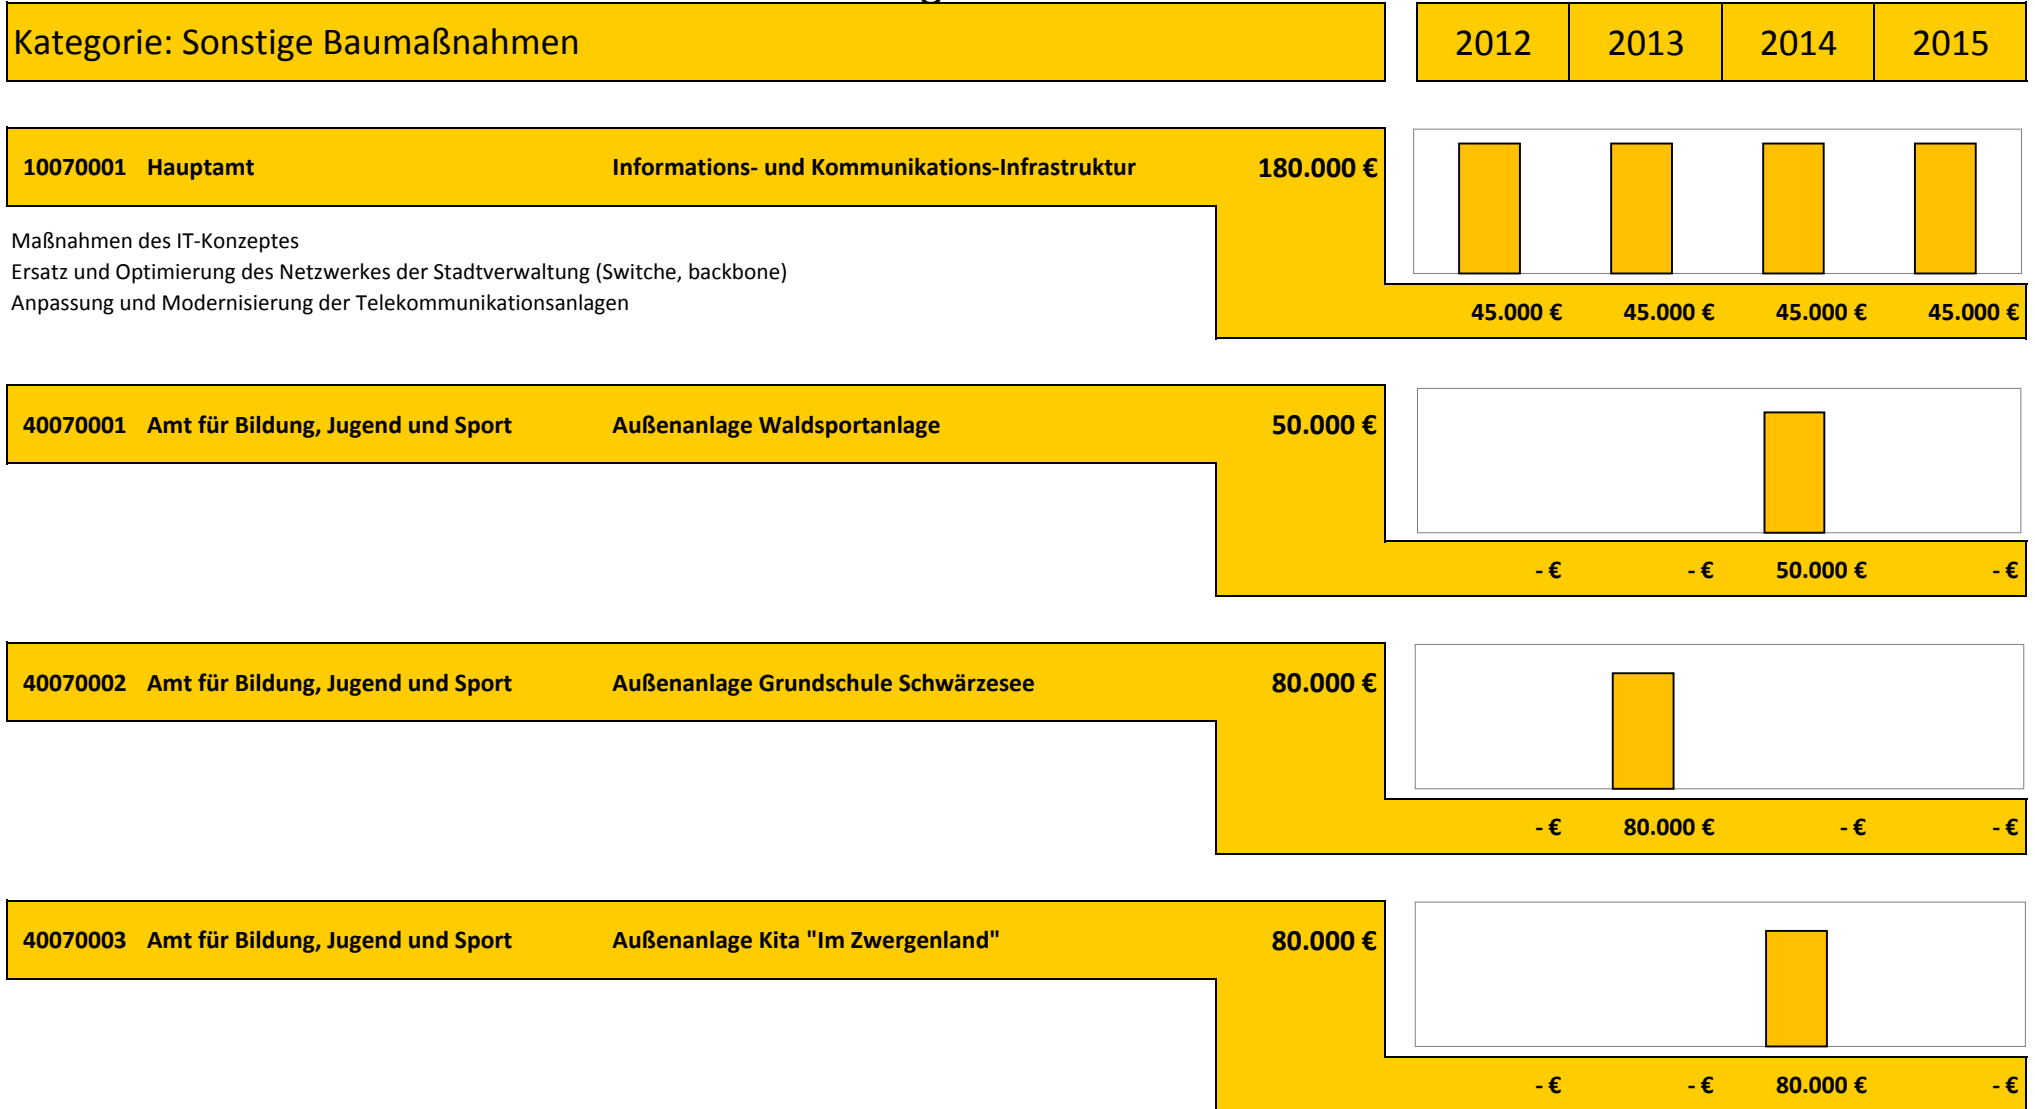 Kategorie: Sonstige Baumaßnahmen 2012 2013 2014 2015
10070001 Hauptamt Informations- und Kommunikations-Infrastruktur 180.000 €
Maßnahmen des IT-Konzeptes
Ersatz und Optimierung des Netzwerkes der Stadtverwaltung (Switche, backbone)
Anpassung und Modernisierung der Telekommunikationsanlagen
45.000 € 45.000 € 45.000 € 45.000 €
40070001 Amt für Bildung, Jugend und Sport Außenanlage Waldsportanlage 50.000 €
- € - € 50.000 € - €
40070002 Amt für Bildung, Jugend und Sport Außenanlage Grundschule Schwärzesee 80.000 €
- € 80.000 € - € - €
40070003 Amt für Bildung, Jugend und Sport Außenanlage Kita "Im Zwergenland" 80.000 €
- € - € 80.000 € - €